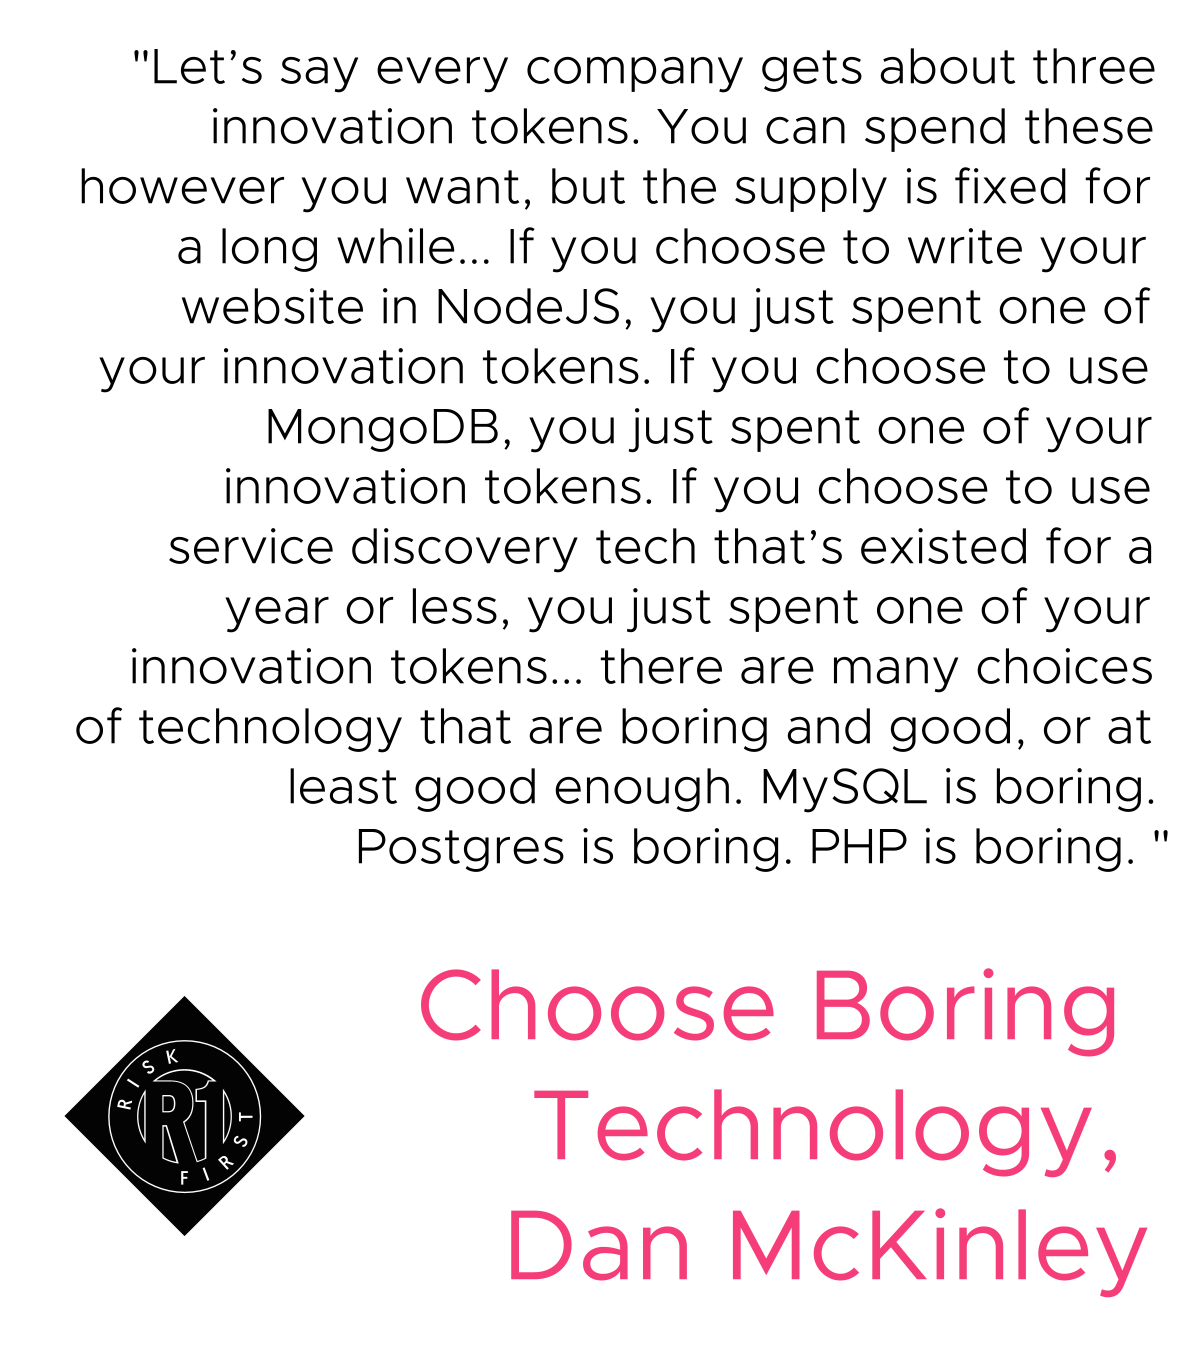 "Let’s say every company gets about three
innovation tokens. You can spend these
however you want, but the supply is fixed for
a long while... If you choose to write your
website in NodeJS, you just spent one of
your innovation tokens. If you choose to use
MongoDB, you just spent one of your
innovation tokens. If you choose to use
service discovery tech that’s existed for a
year or less, you just spent one of your
innovation tokens... there are many choices
of technology that are boring and good, or at
least good enough. MySQL is boring.
Postgres is boring. PHP is boring. "
Choose Boring
Technology,
Dan McKinley
RISK
R1
FIRST